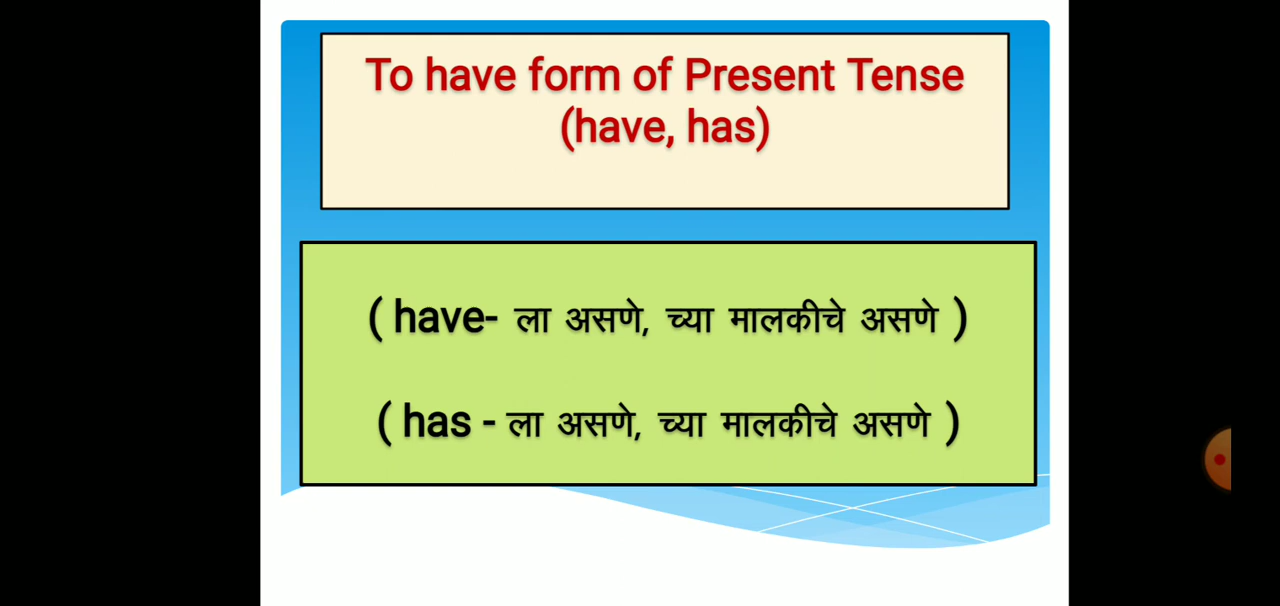 To have form of Present Tense
(have, has)
( have- ला असणे, च्या मालकीचे असणे )
( has - ला असणे, च्या मालकीचे असणे )